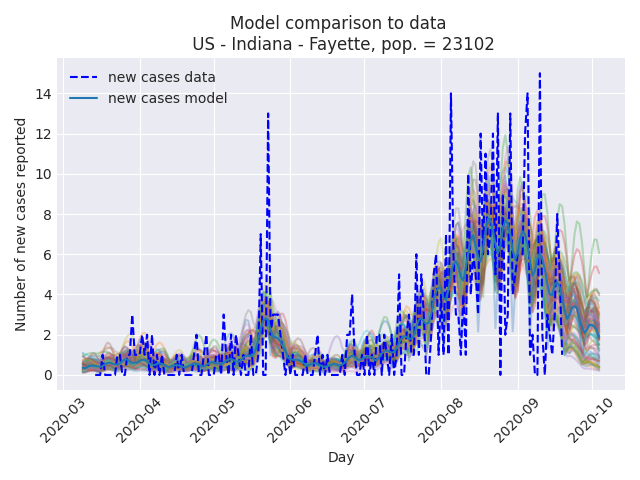 Model comparison to data
US - Indiana - Fayette, pop. = 23102
new cases data
new cases model
Number of new cases reported
14
12
10
8
6
4
2
0
2020-03
2020-04
2020-05
2020-06
2020-07
2020-08
2020-09
2020-10
Day